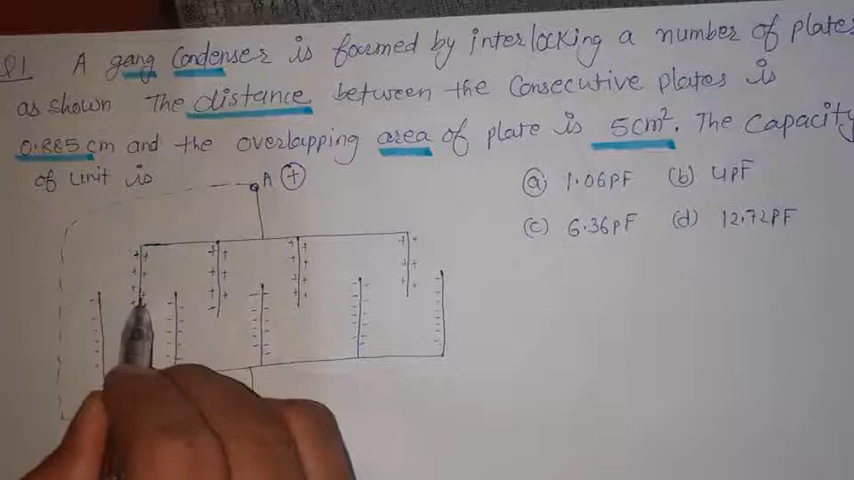 Q1. A gang Condenser is formed by interlocking a number of plates
as shown The distance between the Consecutive plates is
0.885 cm and the overlapping area of plate is 5cm². The Capacity
of Unit is
A +
(a) 1.06PF (b) 4PF
(c) 6.36PF (d) 12.72PF